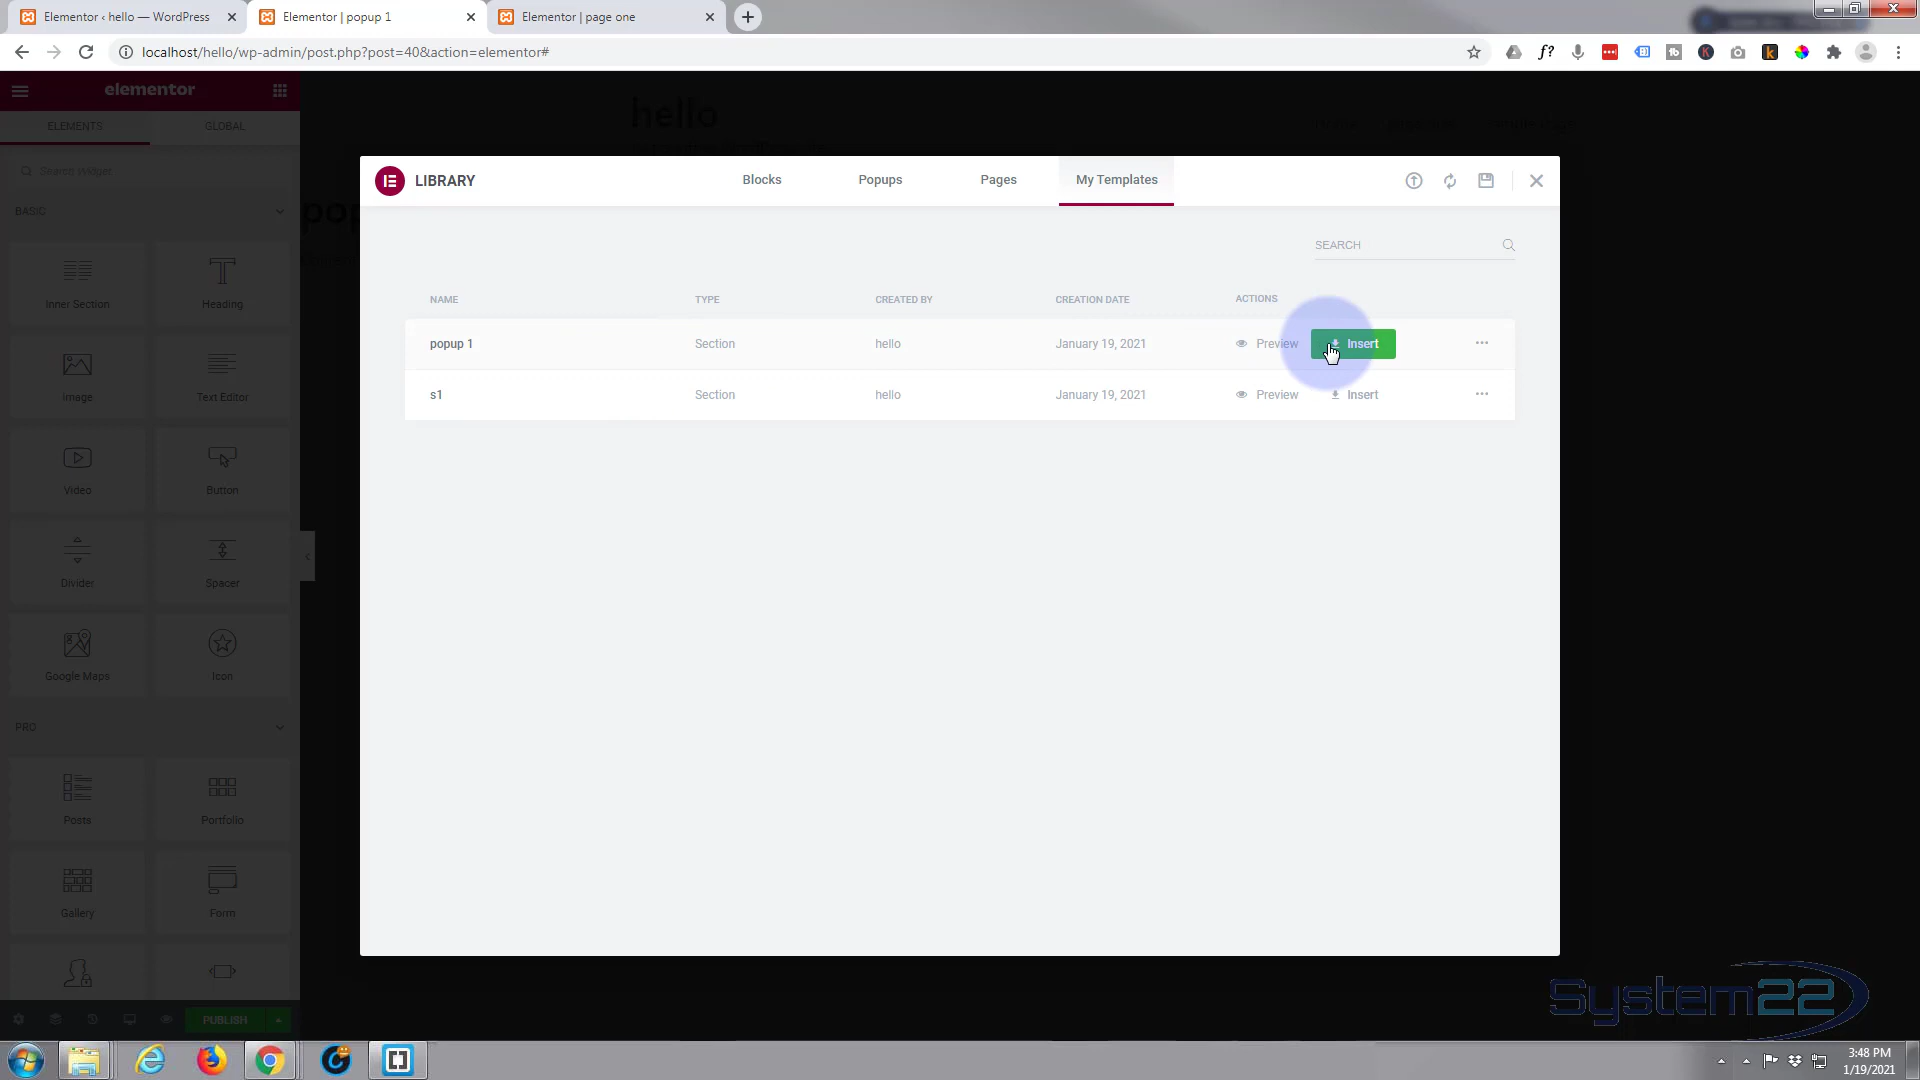 Elementor ‹ hello — WordPress
Elementor | popup 1
Elementor | page one
localhost/hello/wp-admin/post.php?post=40&action=elementor#
elementor
ELEMENTS
GLOBAL
Search Widget
BASIC
Inner Section
Heading
Image
Text Editor
Video
Button
Divider
Spacer
Google Maps
Icon
PRO
Posts
Portfolio
Gallery
Form
PUBLISH
hello
pop
LIBRARY
Blocks
Popups
Pages
My Templates
SEARCH
NAME
TYPE
CREATED BY
CREATION DATE
ACTIONS
popup 1
Section
hello
January 19, 2021
Preview
Insert
s1
Section
hello
January 19, 2021
Preview
Insert
System22
3:48 PM
1/19/2021